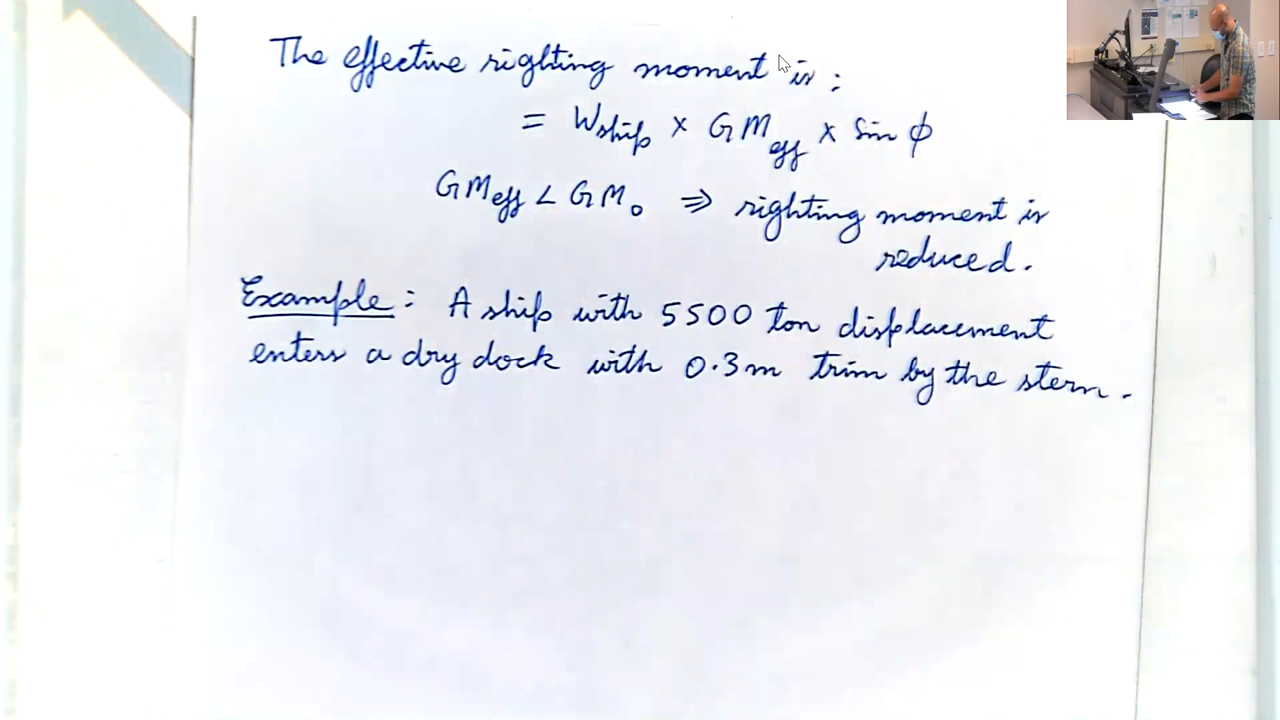 The effective righting moment is :
= Wship × GMeff × Sin φ
GMeff < GMo ⇒ righting moment is
reduced.
Example : A ship with 5500 ton displacement
enters a dry dock with 0.3m trim by the stern.